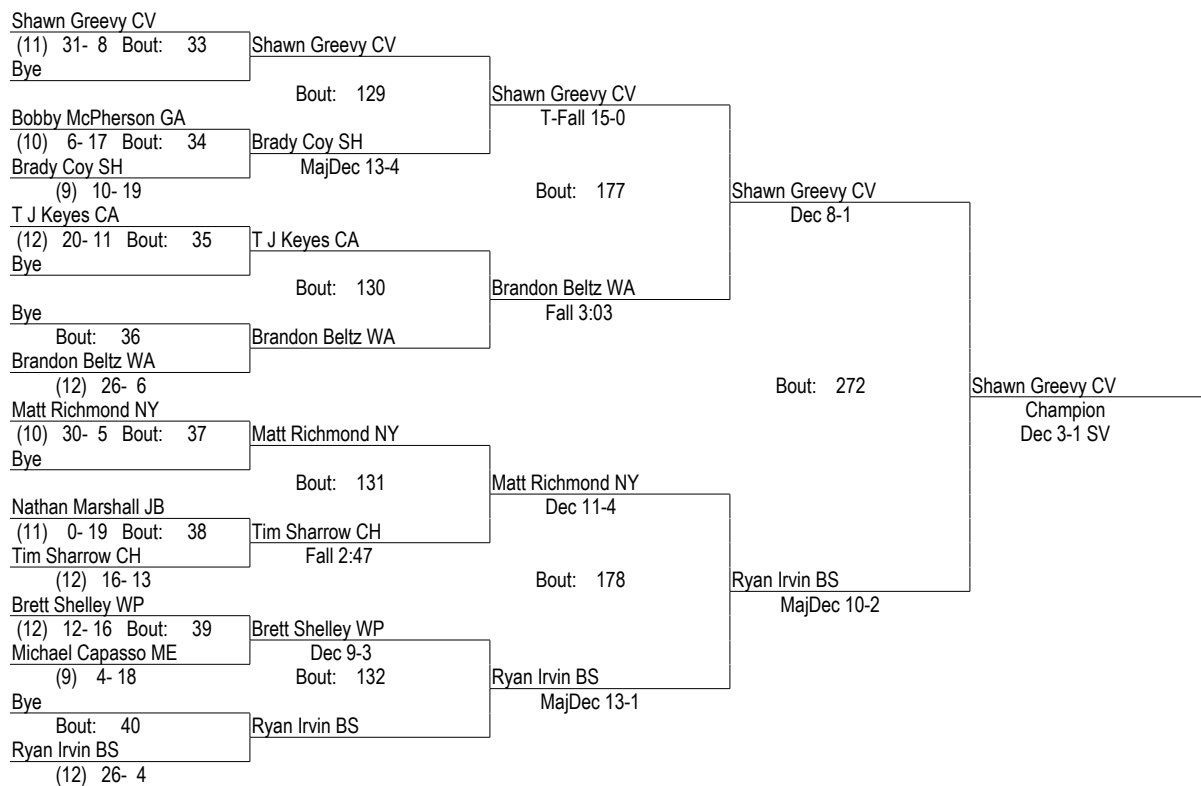 Shawn Greevy CV
(11) 31- 8 Bout: 33
Shawn Greevy CV
Bye
Bout: 129
Shawn Greevy CV
T-Fall 15-0
Bobby McPherson GA
(10) 6- 17 Bout: 34
Brady Coy SH
MajDec 13-4
Brady Coy SH
(9) 10- 19
Bout: 177
Shawn Greevy CV
Dec 8-1
T J Keyes CA
(12) 20- 11 Bout: 35
T J Keyes CA
Bye
Bout: 130
Brandon Beltz WA
Fall 3:03
Bye
Bout: 36
Brandon Beltz WA
Brandon Beltz WA
(12) 26- 6
Bout: 272
Shawn Greevy CV
Champion
Dec 3-1 SV
Matt Richmond NY
(10) 30- 5 Bout: 37
Matt Richmond NY
Bye
Bout: 131
Matt Richmond NY
Dec 11-4
Nathan Marshall JB
(11) 0- 19 Bout: 38
Tim Sharrow CH
Fall 2:47
Tim Sharrow CH
(12) 16- 13
Bout: 178
Ryan Irvin BS
MajDec 10-2
Brett Shelley WP
(12) 12- 16 Bout: 39
Brett Shelley WP
Dec 9-3
Michael Capasso ME
(9) 4- 18
Bout: 132
Ryan Irvin BS
MajDec 13-1
Bye
Bout: 40
Ryan Irvin BS
Ryan Irvin BS
(12) 26- 4